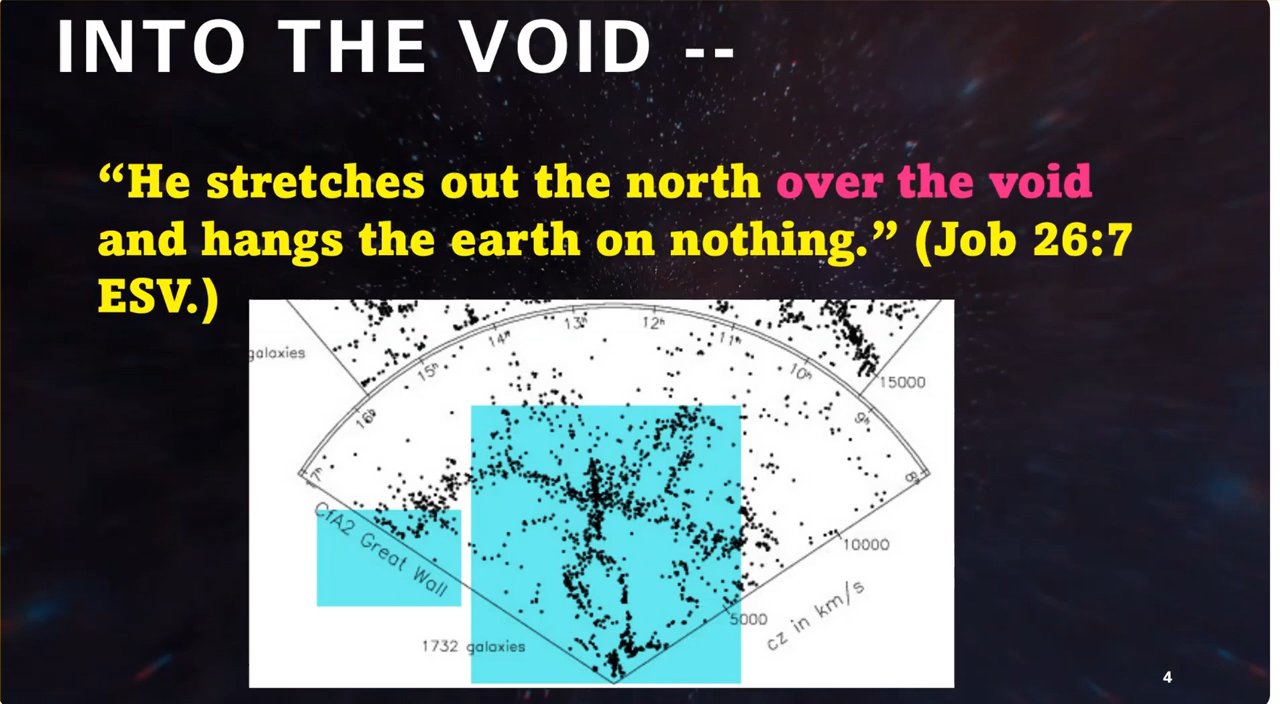 INTO THE VOID --
“He stretches out the north over the void
and hangs the earth on nothing.” (Job 26:7
ESV.)
galaxies
17h
16h
15h
14h
13h
12h
11h
10h
9h
8h
15000
10000
5000
cz in km/s
CfA2 Great Wall
1732 galaxies
4